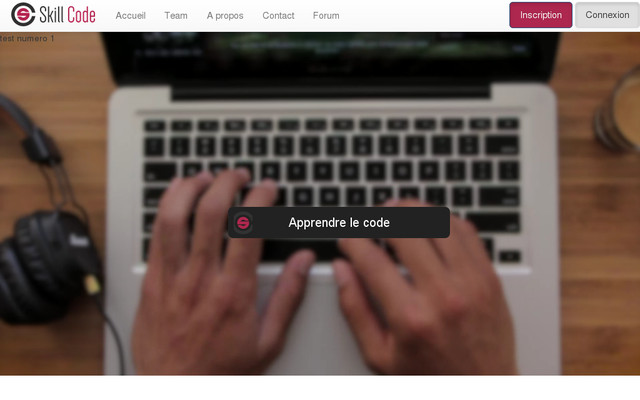 Skill Code
Accueil Team A propos Contact Forum
Inscription Connexion
test numero 1
Apprendre le code